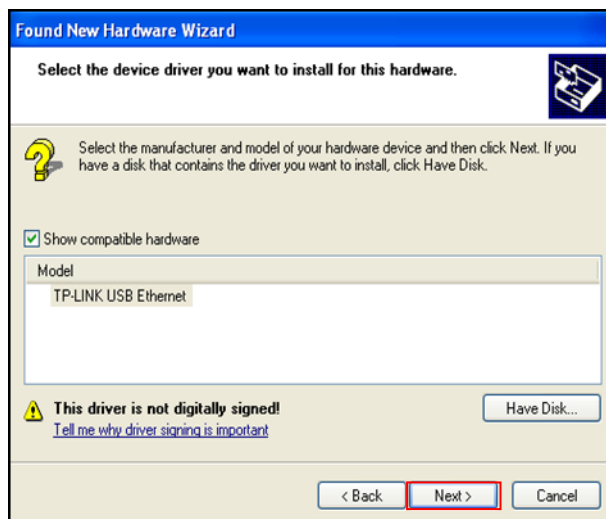 Found New Hardware Wizard
Select the device driver you want to install for this hardware.
Select the manufacturer and model of your hardware device and then click Next. If you
have a disk that contains the driver you want to install, click Have Disk.
Show compatible hardware
Model
TP-LINK USB Ethernet
This driver is not digitally signed!
Tell me why driver signing is important
Have Disk...
< Back
Next >
Cancel